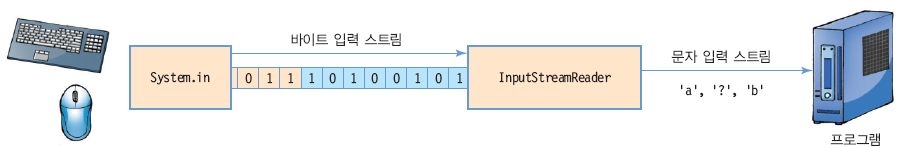 바이트 입력 스트림
System.in
0 1 1 1 0 1 0 0 1 0 1
InputStreamReader
문자 입력 스트림
'a', '?', 'b'
프로그램